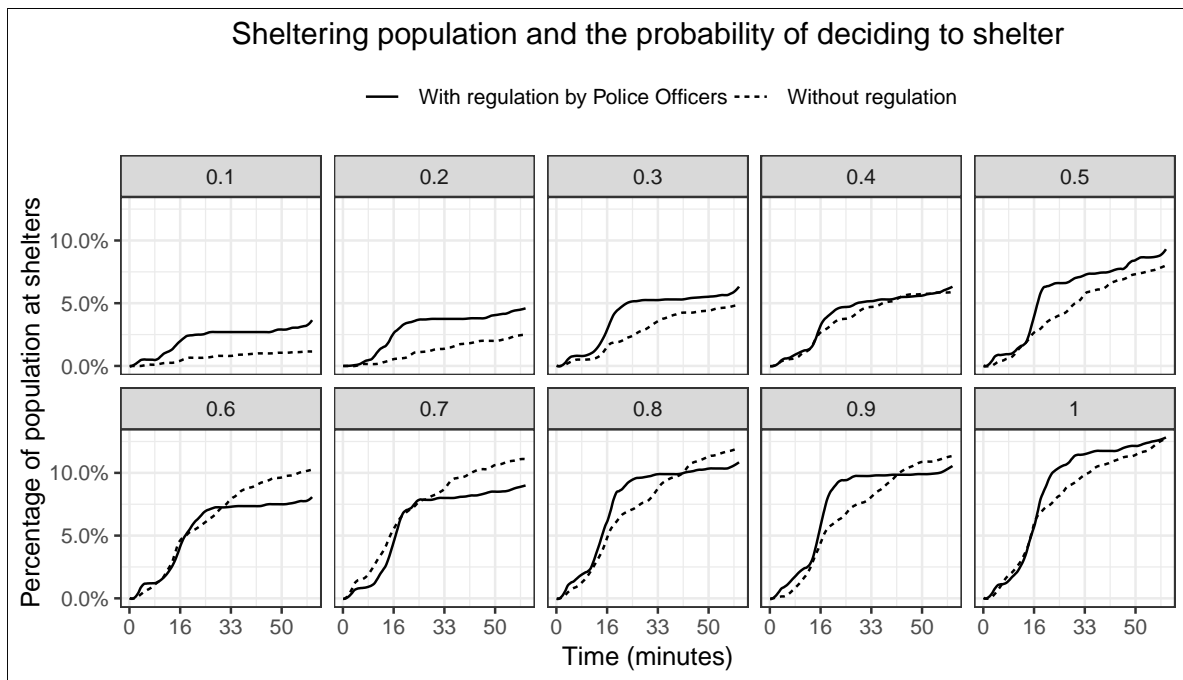 Sheltering population and the probability of deciding to shelter
With regulation by Police Officers Without regulation
Percentage of population at shelters
0.1 0.2 0.3 0.4 0.5
10.0%
5.0%
0.0%
0.6 0.7 0.8 0.9 1
10.0%
5.0%
0.0%
0 16 33 50 0 16 33 50 0 16 33 50 0 16 33 50 0 16 33 50
Time (minutes)